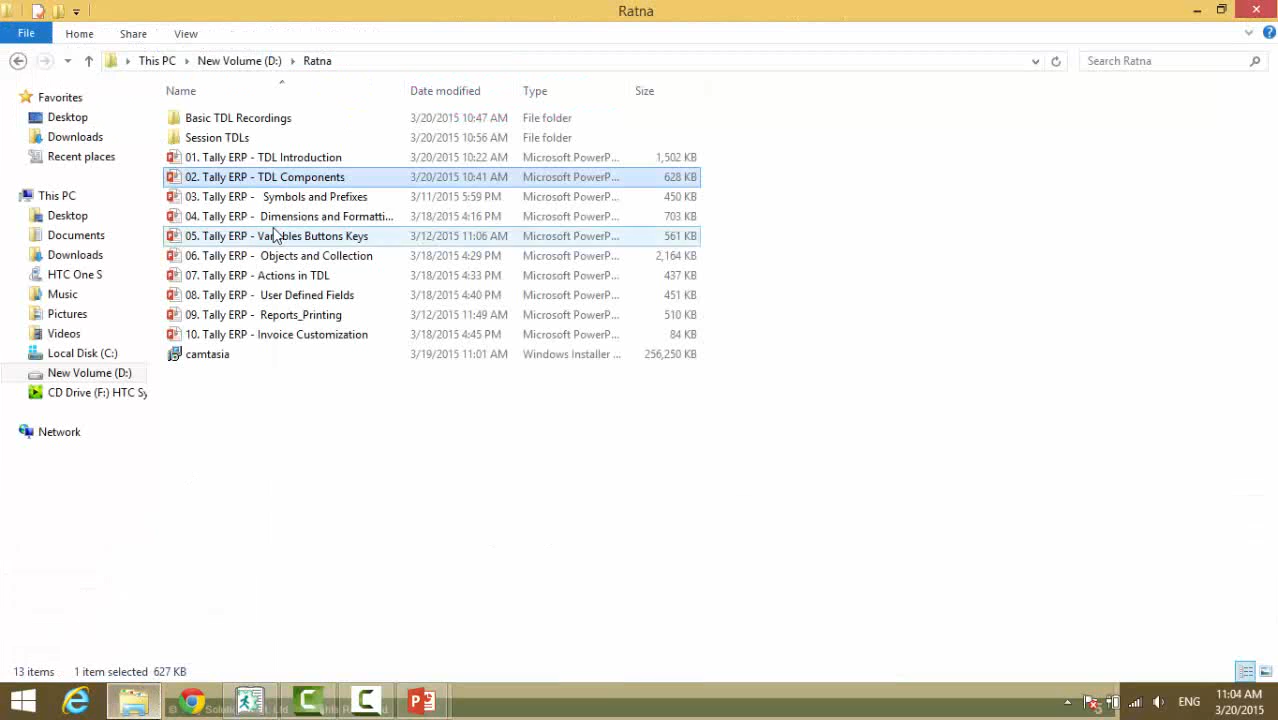 Ratna
File Home Share View
This PC New Volume (D:) Ratna Search Ratna
Name Date modified Type Size
Favorites
Desktop
Downloads
Recent places
This PC
Desktop
Documents
Downloads
HTC One S
Music
Pictures
Videos
Local Disk (C:)
New Volume (D:)
CD Drive (F:) HTC Sy
Network
Basic TDL Recordings 3/20/2015 10:47 AM File folder
Session TDLs 3/20/2015 10:56 AM File folder
01. Tally ERP - TDL Introduction 3/20/2015 10:22 AM Microsoft PowerP... 1,502 KB
02. Tally ERP - TDL Components 3/20/2015 10:41 AM Microsoft PowerP... 628 KB
03. Tally ERP - Symbols and Prefixes 3/11/2015 5:59 PM Microsoft PowerP... 450 KB
04. Tally ERP - Dimensions and Formatti... 3/18/2015 4:16 PM Microsoft PowerP... 703 KB
05. Tally ERP - Variables Buttons Keys 3/12/2015 11:06 AM Microsoft PowerP... 561 KB
06. Tally ERP - Objects and Collection 3/18/2015 4:29 PM Microsoft PowerP... 2,164 KB
07. Tally ERP - Actions in TDL 3/18/2015 4:33 PM Microsoft PowerP... 437 KB
08. Tally ERP - User Defined Fields 3/18/2015 4:40 PM Microsoft PowerP... 451 KB
09. Tally ERP - Reports_Printing 3/12/2015 11:49 AM Microsoft PowerP... 510 KB
10. Tally ERP - Invoice Customization 3/18/2015 4:45 PM Microsoft PowerP... 84 KB
camtasia 3/19/2015 11:01 AM Windows Installer ... 256,250 KB
13 items 1 item selected 627 KB
ENG 11:04 AM
3/20/2015